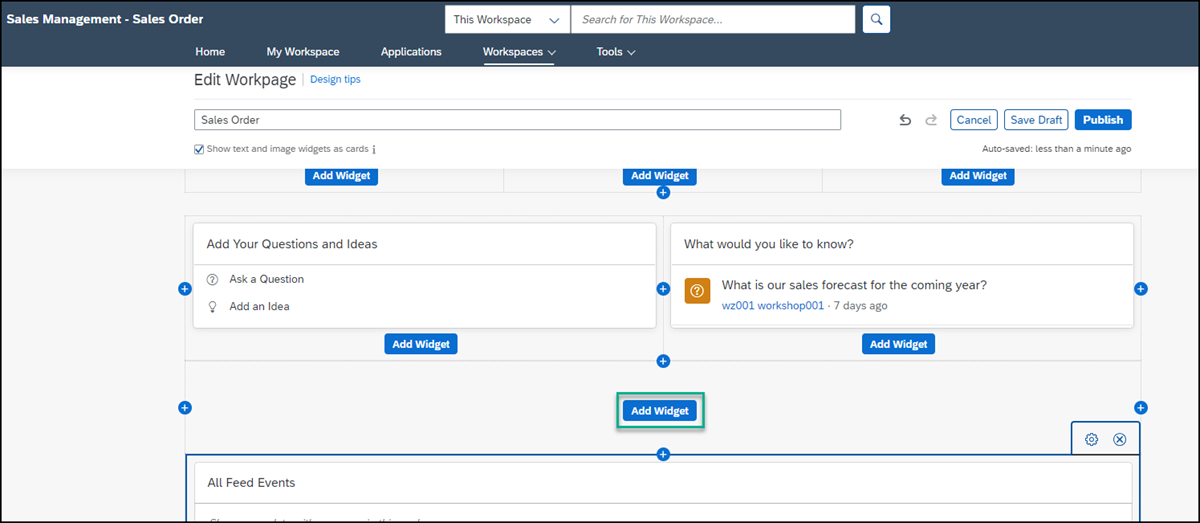 Sales Management - Sales Order
This Workspace
Search for This Workspace...
Home My Workspace Applications Workspaces Tools
Edit Workpage Design tips
Sales Order
Cancel Save Draft Publish
Show text and image widgets as cards i
Auto-saved: less than a minute ago
Add Widget Add Widget Add Widget
Add Your Questions and Ideas
Ask a Question
Add an Idea
What would you like to know?
What is our sales forecast for the coming year?
wz001 workshop001 · 7 days ago
Add Widget Add Widget
Add Widget
All Feed Events